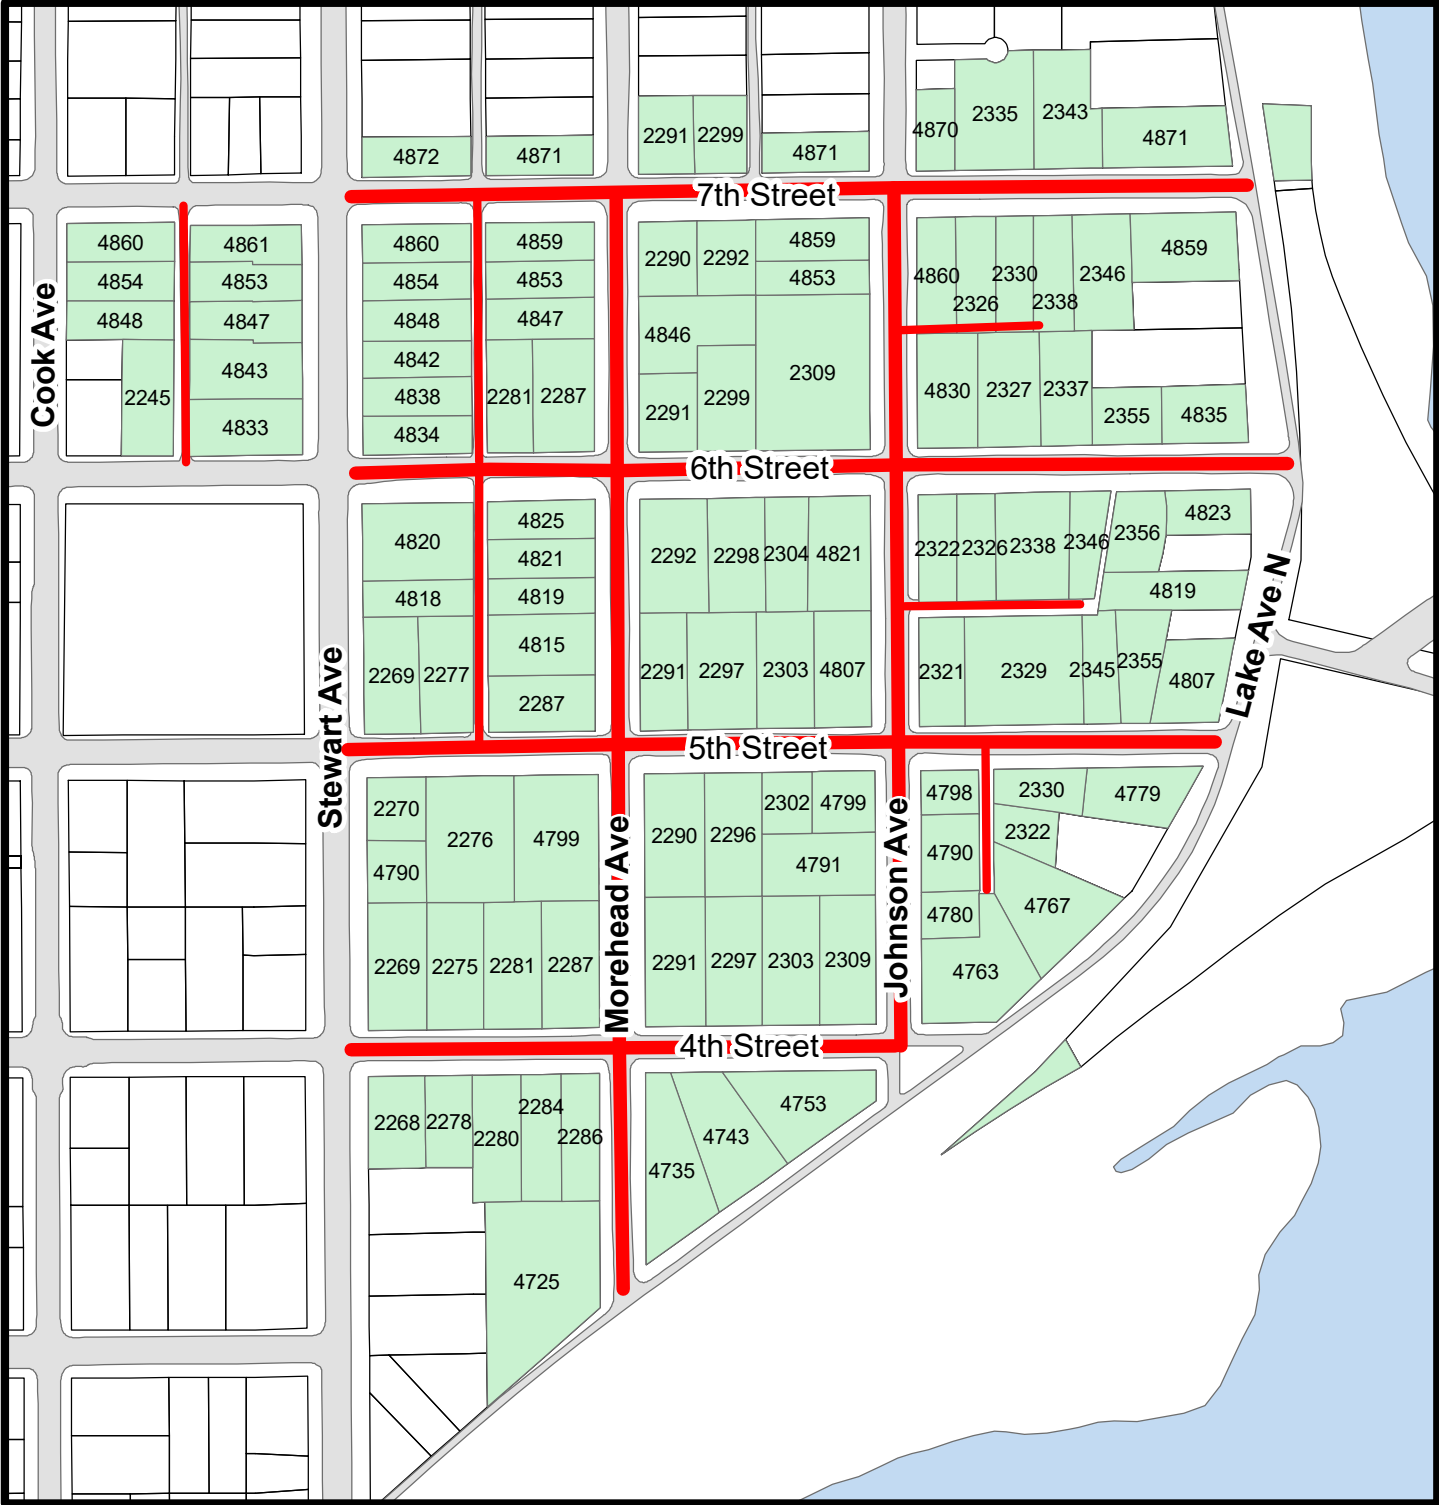 2291 2299
4872 4871 4871
4870 2335 2343 4871
7th Street
4860 4861
4854 4853
4848 4847
2245 4843
4833
Cook Ave
4860 4859
4854 4853
4848 4847
4842
4838 2281 2287
4834
2290 2292 4859
4853
4846
2291 2299 2309
4860 2326 2330 2338 2346 4859
4830 2327 2337 2355 4835
6th Street
4820 4825
4821
4818 4819
2269 2277 4815
2287
Stewart Ave
2292 2298 2304 4821
2291 2297 2303 4807
2322 2326 2338 2346 2356 4823
4819
2321 2329 2345 2355 4807
Lake Ave N
5th Street
2270 2276 4799
4790
2269 2275 2281 2287
Morehead Ave
2290 2296 2302 4799
4791
2291 2297 2303 2309
Johnson Ave
4798 2330 4779
4790 2322
4780 4767
4763
4th Street
2268 2278 2280 2284 2286
4725
4735 4743 4753